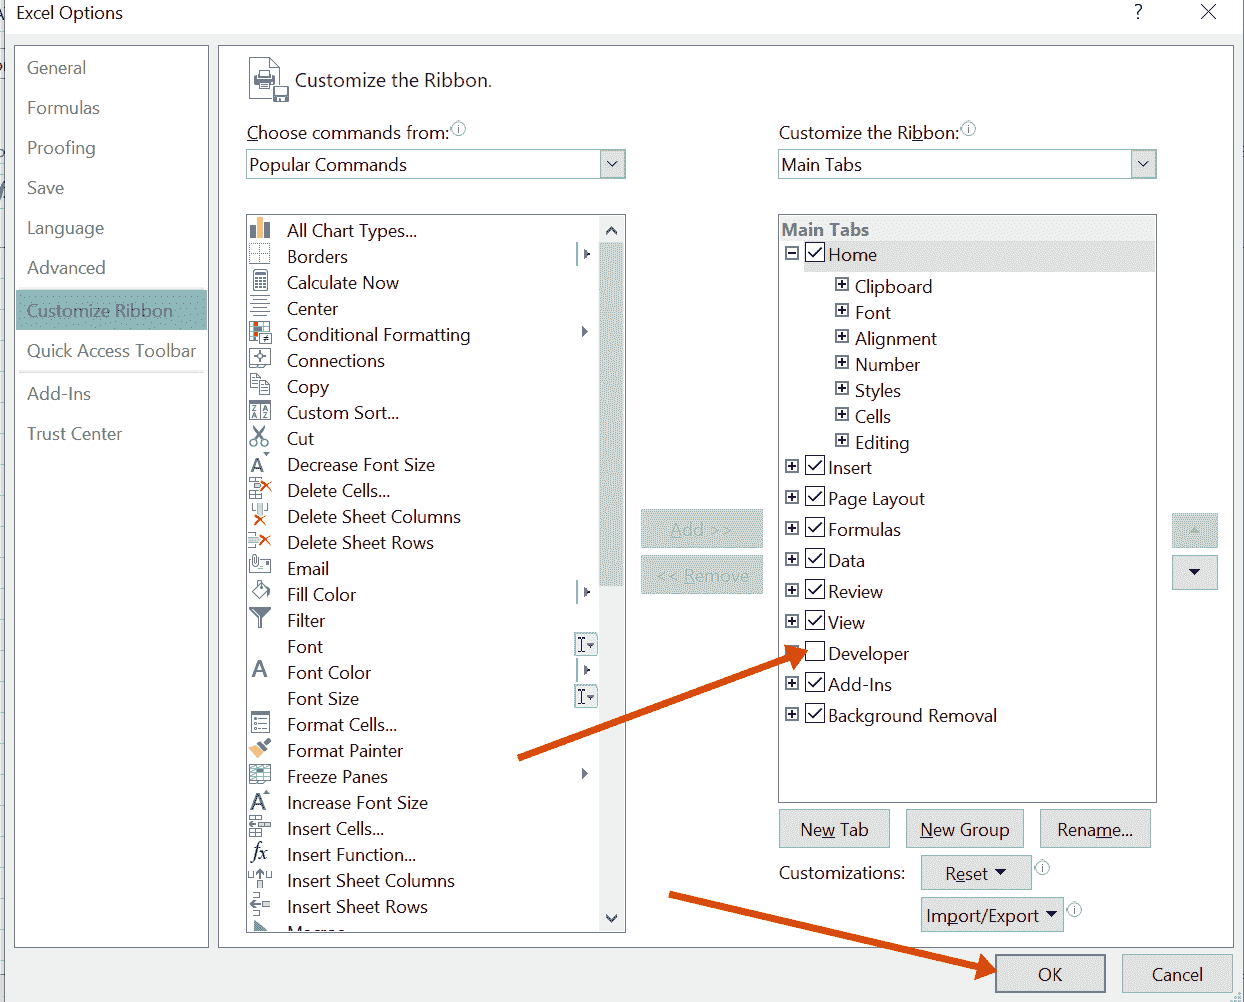 Excel Options
?
General
Formulas
Proofing
Save
Language
Advanced
Customize Ribbon
Quick Access Toolbar
Add-Ins
Trust Center
Customize the Ribbon.
Choose commands from:
Popular Commands
All Chart Types...
Borders
Calculate Now
Center
Conditional Formatting
Connections
Copy
Custom Sort...
Cut
Decrease Font Size
Delete Cells...
Delete Sheet Columns
Delete Sheet Rows
Email
Fill Color
Filter
Font
Font Color
Font Size
Format Cells...
Format Painter
Freeze Panes
Increase Font Size
Insert Cells...
Insert Function...
Insert Sheet Columns
Insert Sheet Rows
Macros
Add >>
<< Remove
Customize the Ribbon:
Main Tabs
Main Tabs
Home
Clipboard
Font
Alignment
Number
Styles
Cells
Editing
Insert
Page Layout
Formulas
Data
Review
View
Developer
Add-Ins
Background Removal
New Tab
New Group
Rename...
Customizations:
Reset
Import/Export
OK
Cancel